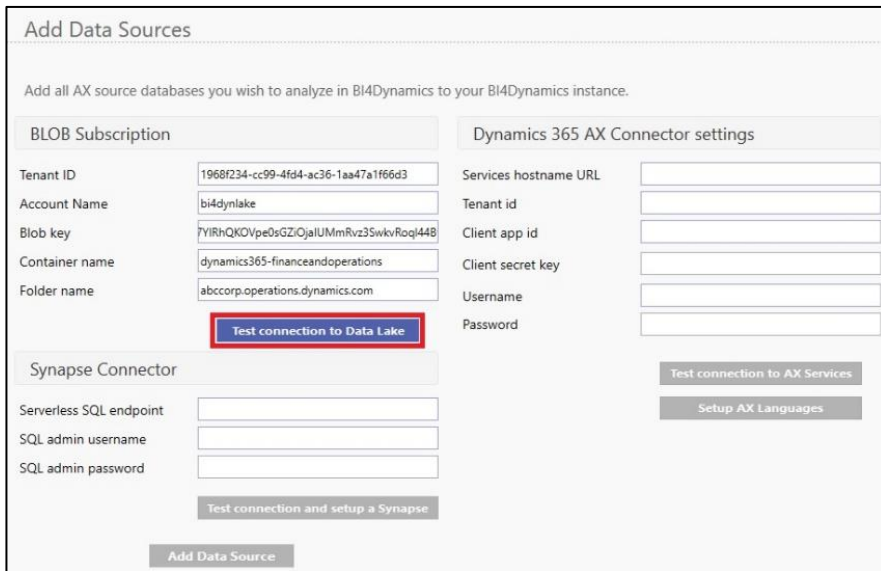 Add Data Sources
Add all AX source databases you wish to analyze in BI4Dynamics to your BI4Dynamics instance.
BLOB Subscription
Tenant ID 1968f234-cc99-4fd4-ac36-1aa47a1f66d3
Account Name bi4dynlake
Blob key
Container name dynamics365-financeandoperations
Folder name abccorp.operations.dynamics.com
Test connection to Data Lake
Synapse Connector
Serverless SQL endpoint
SQL admin username
SQL admin password
Test connection and setup a Synapse
Add Data Source
Dynamics 365 AX Connector settings
Services hostname URL
Tenant id
Client app id
Client secret key
Username
Password
Test connection to AX Services
Setup AX Languages